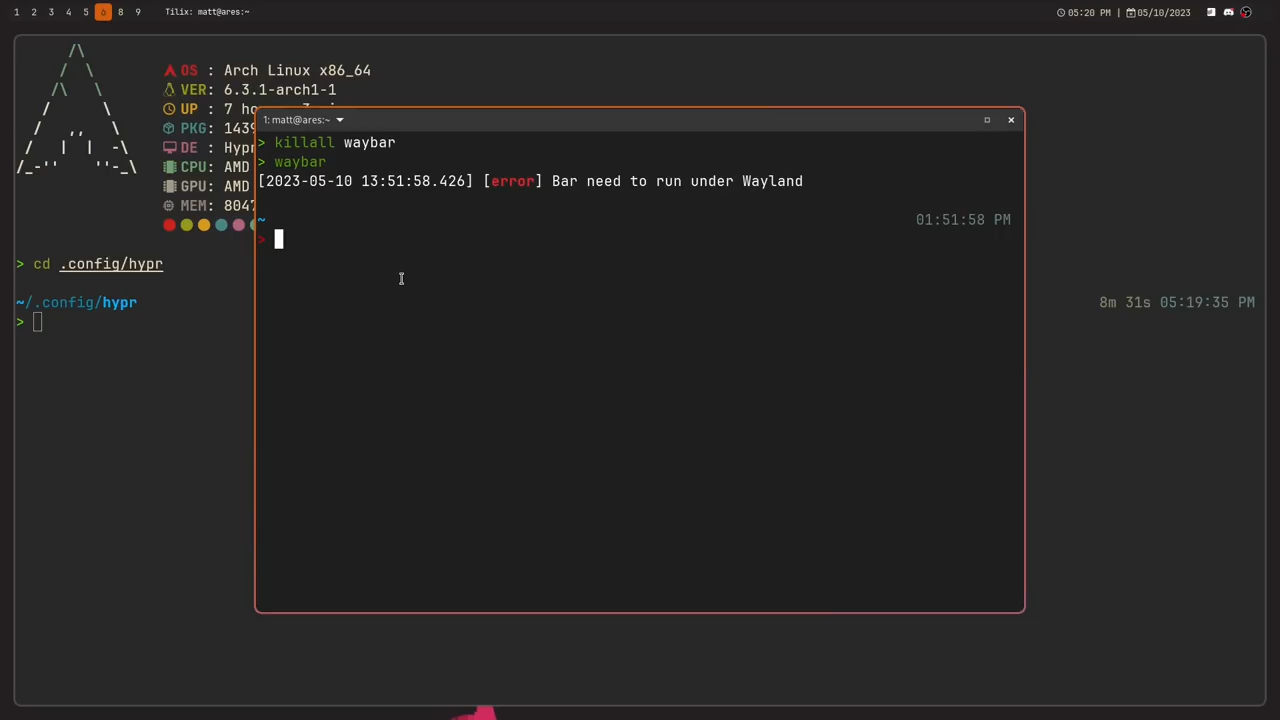 1 2 3 4 5 6 8 9 Tilix: matt@ares:~ 05:20 PM | 05/10/2023
OS : Arch Linux x86_64
VER: 6.3.1-arch1-1
UP : 7
PKG: 1439
DE : Hypr
CPU: AMD
GPU: AMD
MEM: 804
> cd .config/hypr
~/.config/hypr 8m 31s 05:19:35 PM
>
1: matt@ares:~
> killall waybar
> waybar
[2023-05-10 13:51:58.426] [error] Bar need to run under Wayland
~ 01:51:58 PM
>